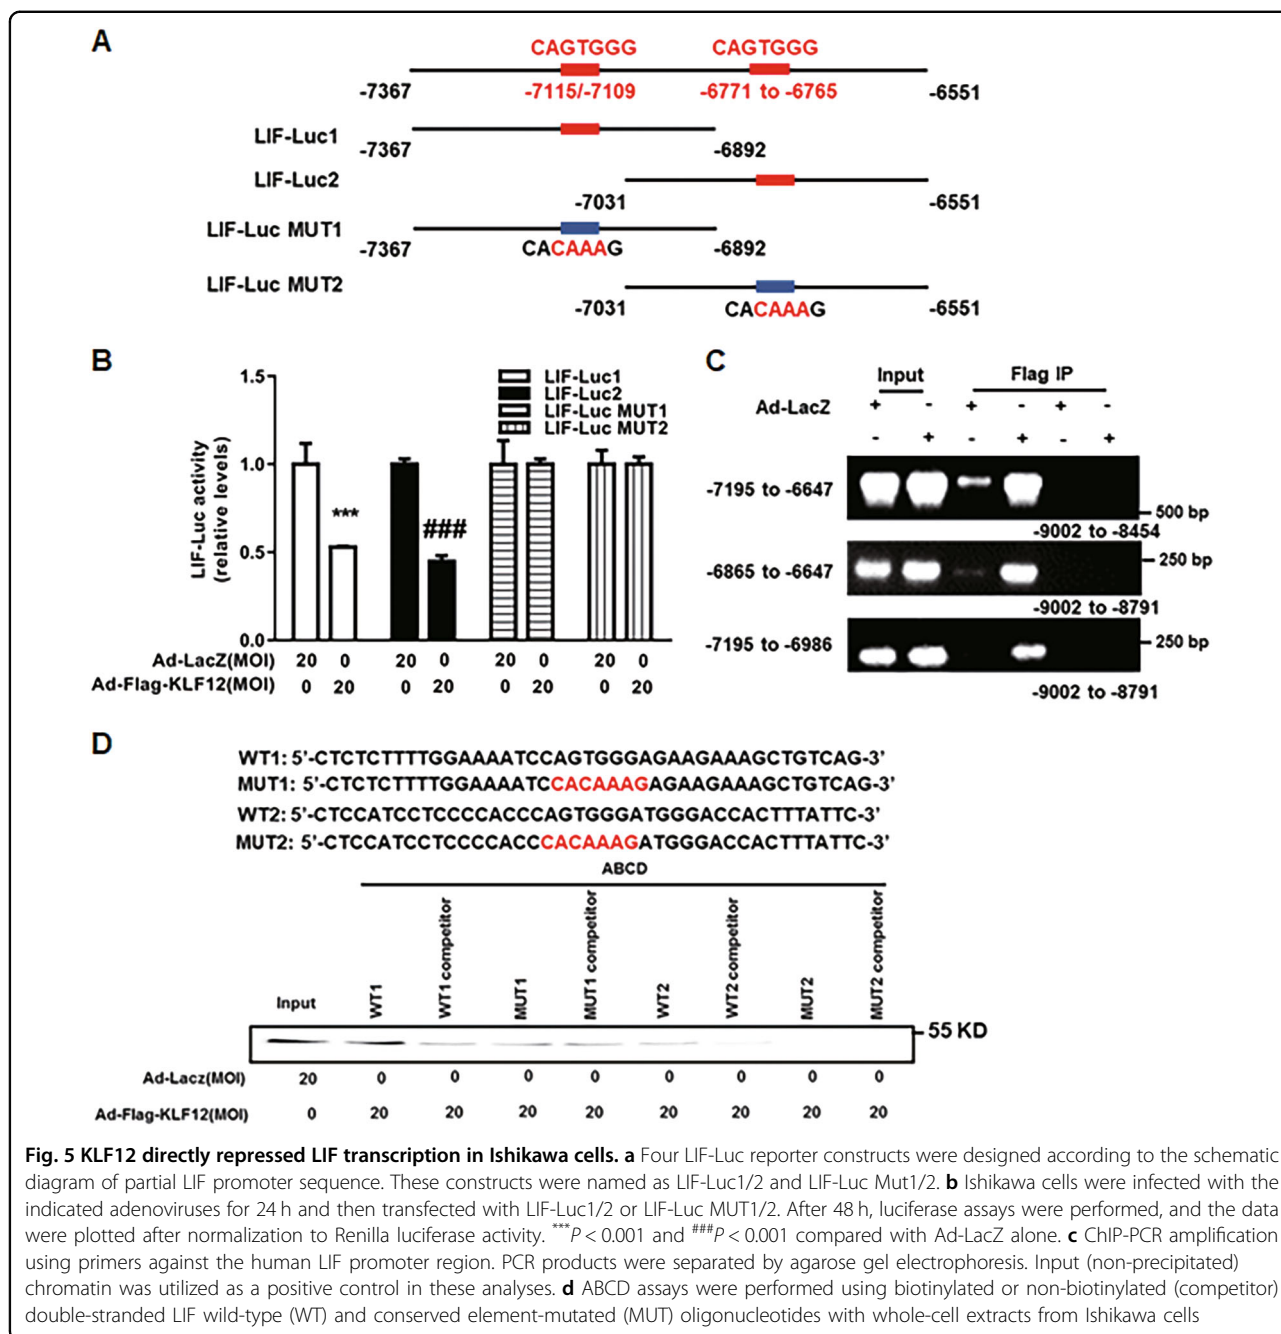 A
CAGTGGG CAGTGGG
-7367 -7115/-7109 -6771 to -6765 -6551
LIF-Luc1 -7367 -6892
LIF-Luc2 -7031 -6551
LIF-Luc MUT1 -7367 CACAAAG -6892
LIF-Luc MUT2 -7031 CACAAAG -6551
B
LIF-Luc activity
(relative levels)
1.5
1.0
0.5
0.0
LIF-Luc1
LIF-Luc2
LIF-Luc MUT1
LIF-Luc MUT2
*** ###
Ad-LacZ(MOI) 20 0 20 0 20 0 20 0
Ad-Flag-KLF12(MOI) 0 20 0 20 0 20 0 20
C
Input Flag IP
Ad-LacZ + - + - + -
- + - + - +
-7195 to -6647 500 bp
-9002 to -8454
-6865 to -6647 250 bp
-9002 to -8791
-7195 to -6986 250 bp
-9002 to -8791
D
WT1: 5'-CTCTCTTTTGGAAAATCCAGTGGGAGAAGAAAGCTGTCAG-3'
MUT1: 5'-CTCTCTTTTGGAAAATCCACAAAGAGAAGAAAGCTGTCAG-3'
WT2: 5'-CTCCATCCTCCCCACCCAGTGGGATGGGACCACTTTATTC-3'
MUT2: 5'-CTCCATCCTCCCCACCCACAAAGATGGGACCACTTTATTC-3'
ABCD
Input WT1 WT1 competitor MUT1 MUT1 competitor WT2 WT2 competitor MUT2 MUT2 competitor
55 KD
Ad-Lacz(MOI) 20 0 0 0 0 0 0 0 0
Ad-Flag-KLF12(MOI) 0 20 20 20 20 20 20 20 20
Fig. 5 KLF12 directly repressed LIF transcription in Ishikawa cells. a Four LIF-Luc reporter constructs were designed according to the schematic
diagram of partial LIF promoter sequence. These constructs were named as LIF-Luc1/2 and LIF-Luc Mut1/2. b Ishikawa cells were infected with the
indicated adenoviruses for 24 h and then transfected with LIF-Luc1/2 or LIF-Luc MUT1/2. After 48 h, luciferase assays were performed, and the data
were plotted after normalization to Renilla luciferase activity. ***P < 0.001 and ###P < 0.001 compared with Ad-LacZ alone. c ChIP-PCR amplification
using primers against the human LIF promoter region. PCR products were separated by agarose gel electrophoresis. Input (non-precipitated)
chromatin was utilized as a positive control in these analyses. d ABCD assays were performed using biotinylated or non-biotinylated (competitor)
double-stranded LIF wild-type (WT) and conserved element-mutated (MUT) oligonucleotides with whole-cell extracts from Ishikawa cells